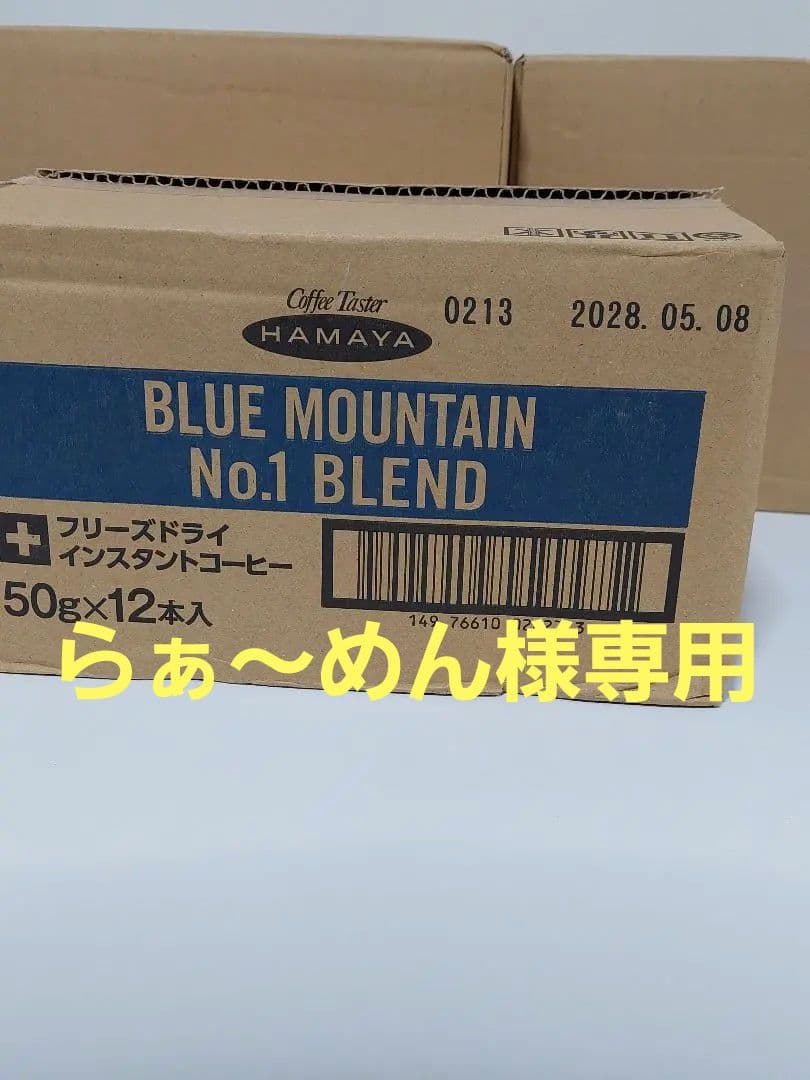 Coffee Taster
HAMAYA
0213 2028.05.08
BLUE MOUNTAIN
No.1 BLEND
フリーズドライ
インスタントコーヒー
50g×12本入
らぁ〜めん様専用